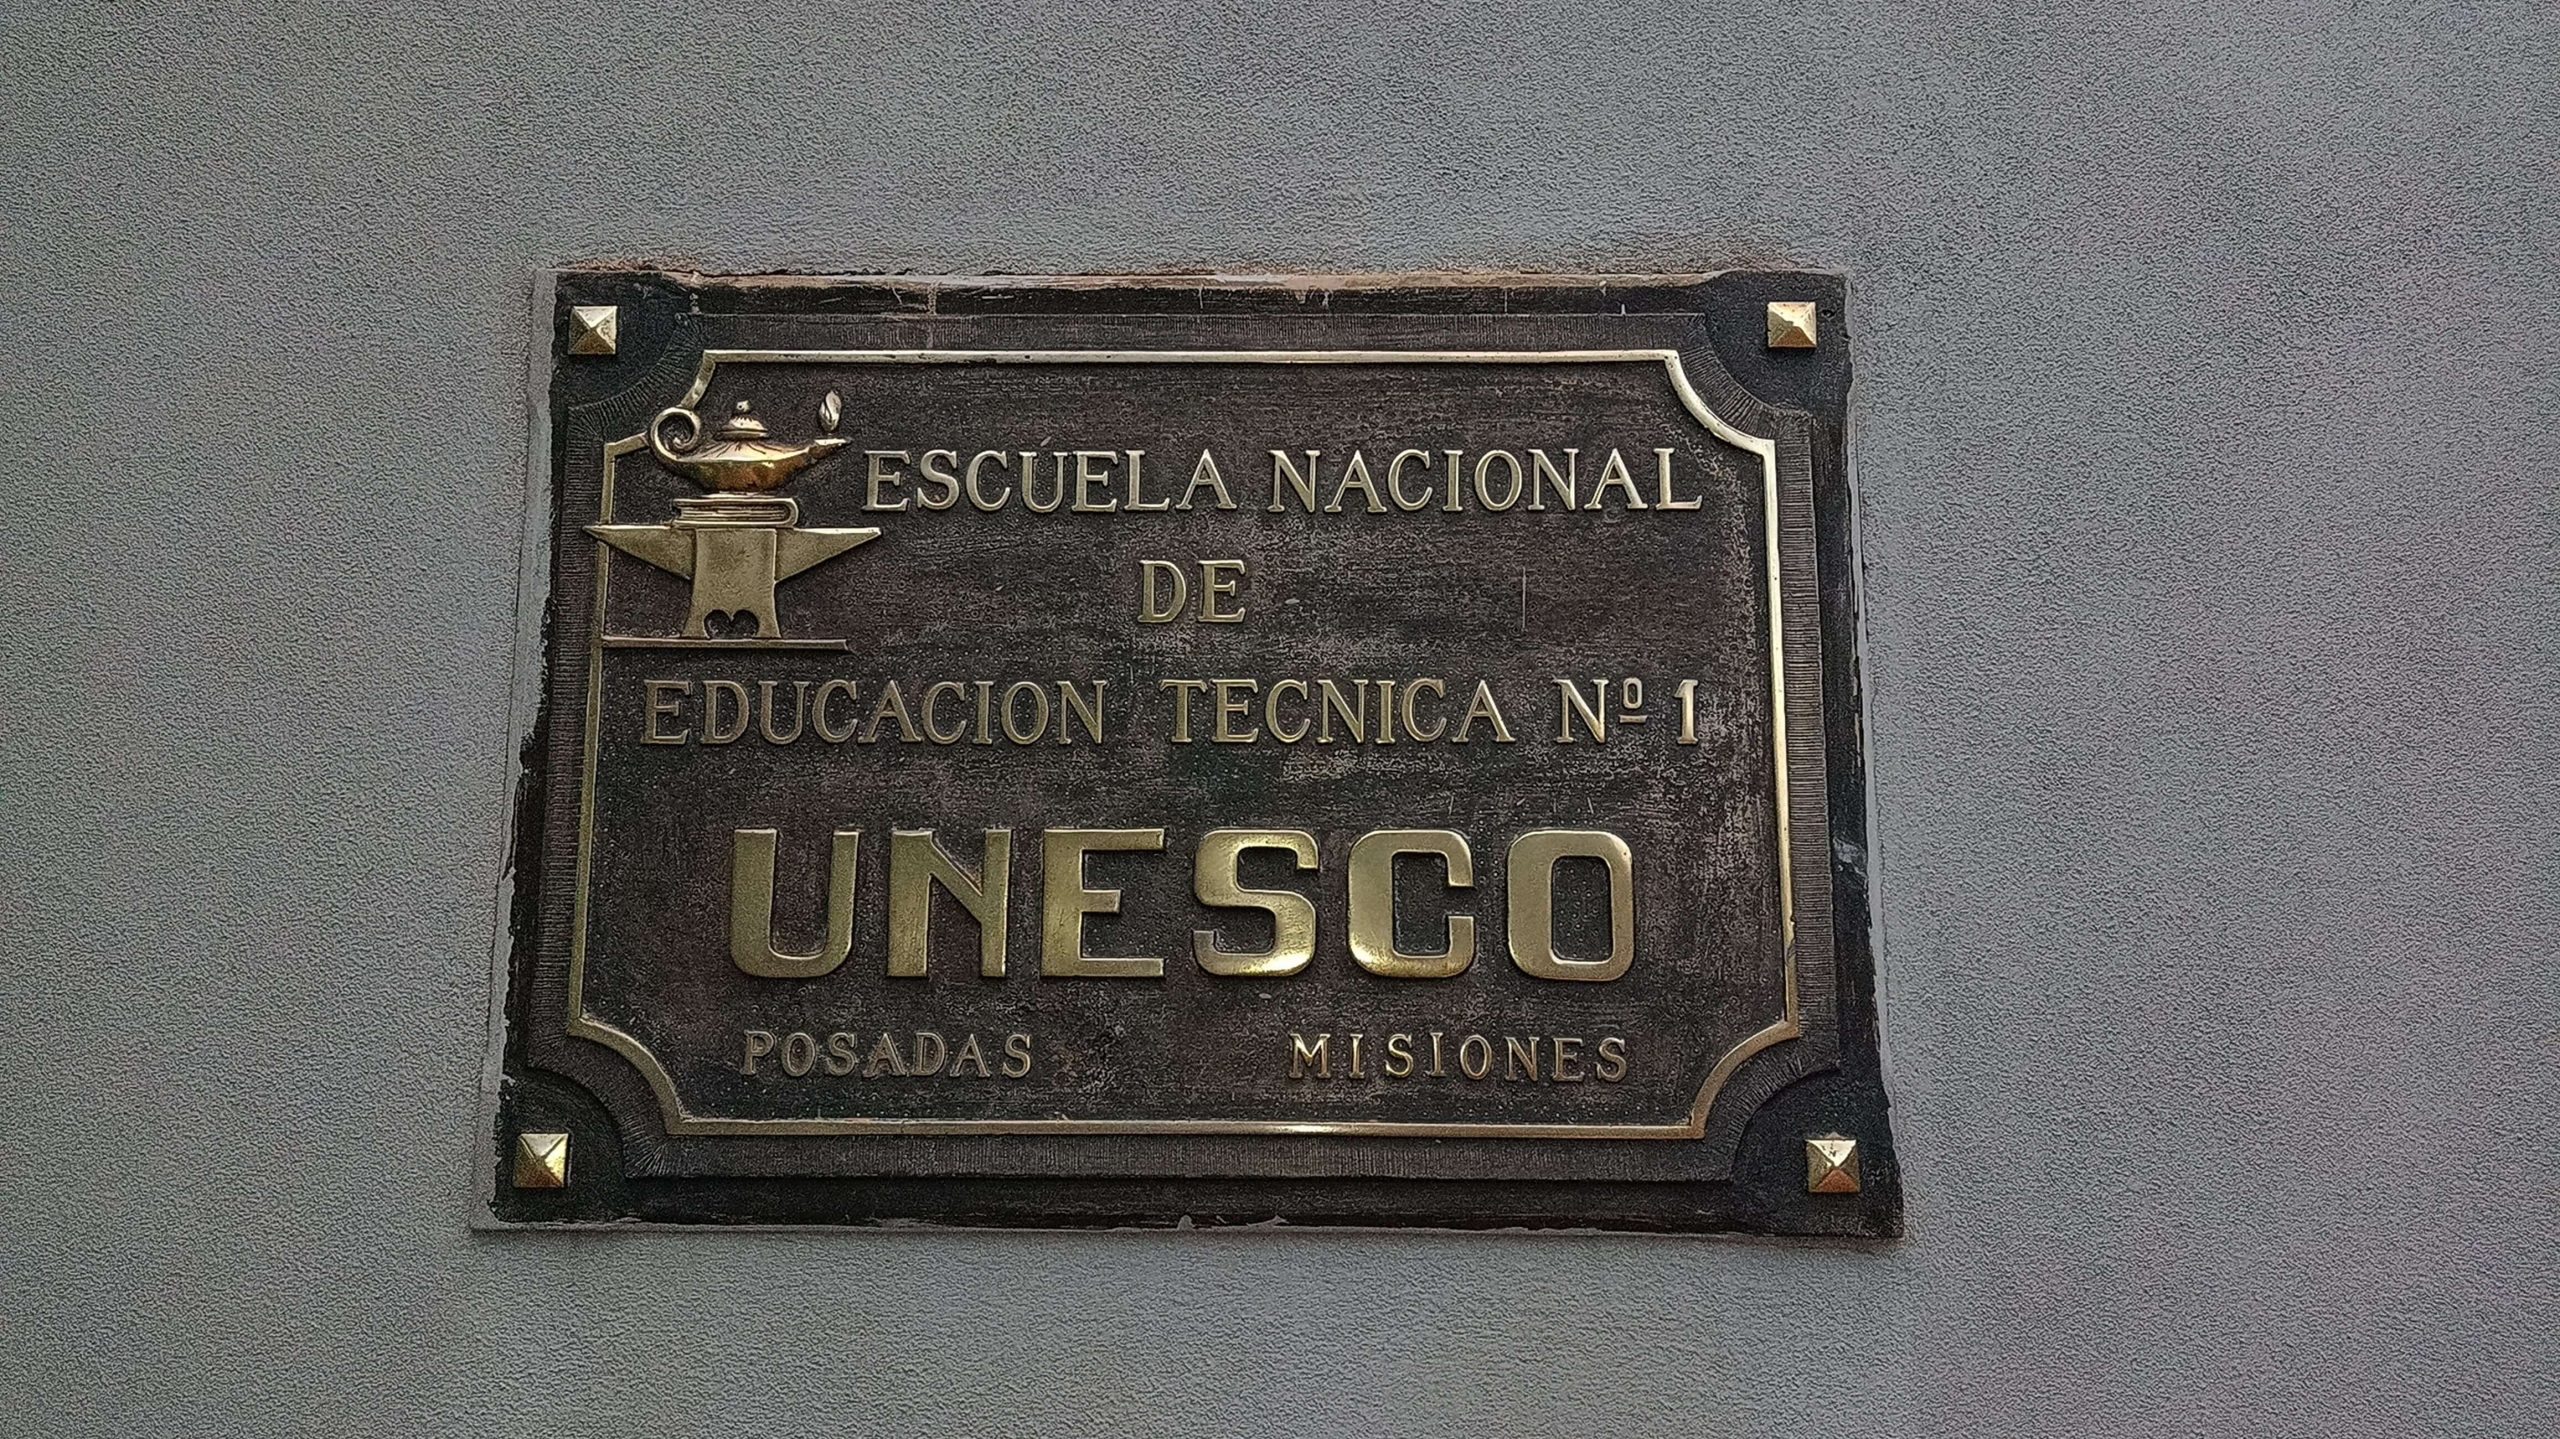 ESCUELA NACIONAL
DE
EDUCACION TECNICA Nº 1
UNESCO
POSADAS MISIONES